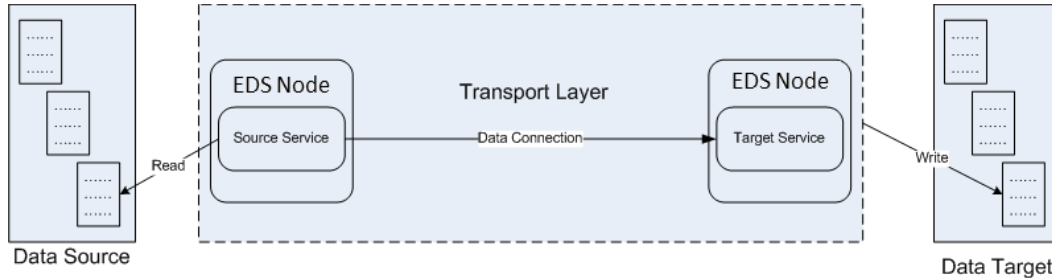 EDS Node
EDS Node
Transport Layer
Source Service
Data Connection
Target Service
Read
Write
Data Source
Data Target